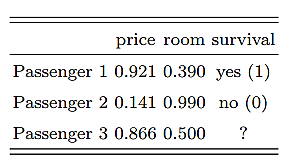 price room survival
Passenger 1 0.921 0.390 yes (1)
Passenger 2 0.141 0.990 no (0)
Passenger 3 0.866 0.500 ?